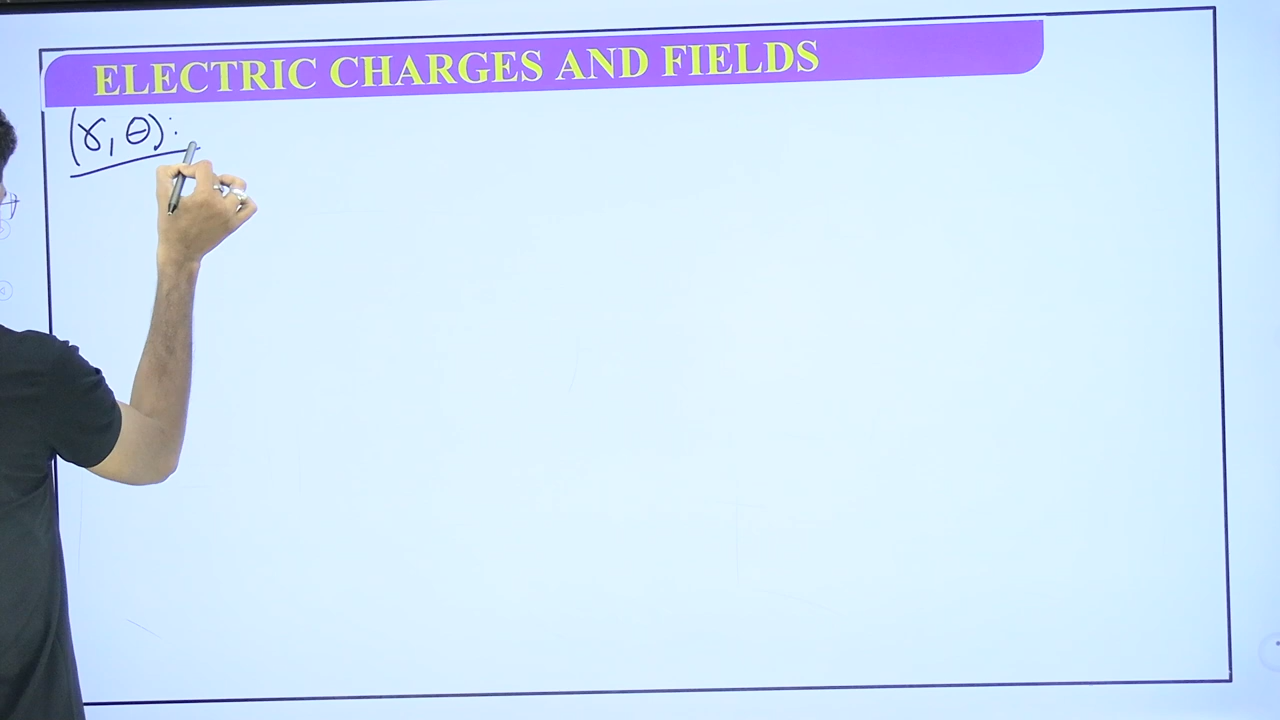 ELECTRIC CHARGES AND FIELDS
(r, θ):